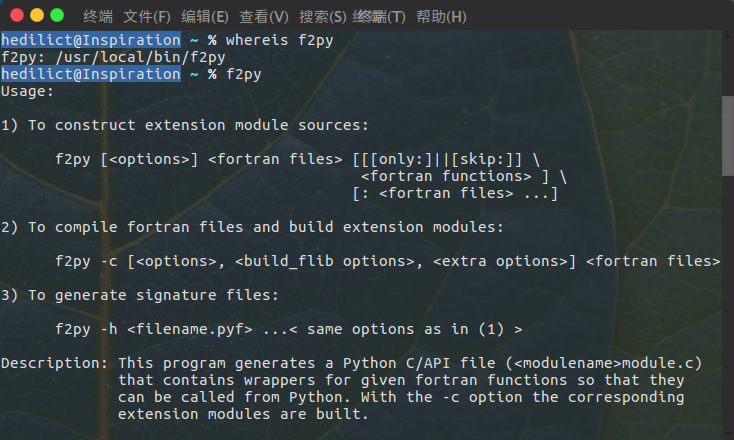 终端 文件(F) 编辑(E) 查看(V) 搜索(S) 终端(T) 帮助(H)
hedilict@Inspiration ~ % whereis f2py
f2py: /usr/local/bin/f2py
hedilict@Inspiration ~ % f2py
Usage:
1) To construct extension module sources:
f2py [<options>] <fortran files> [[[only:]||[skip:]] \
<fortran functions> ] \
[: <fortran files> ...]
2) To compile fortran files and build extension modules:
f2py -c [<options>, <build_flib options>, <extra options>] <fortran files>
3) To generate signature files:
f2py -h <filename.pyf> ...< same options as in (1) >
Description: This program generates a Python C/API file (<modulename>module.c)
that contains wrappers for given fortran functions so that they
can be called from Python. With the -c option the corresponding
extension modules are built.